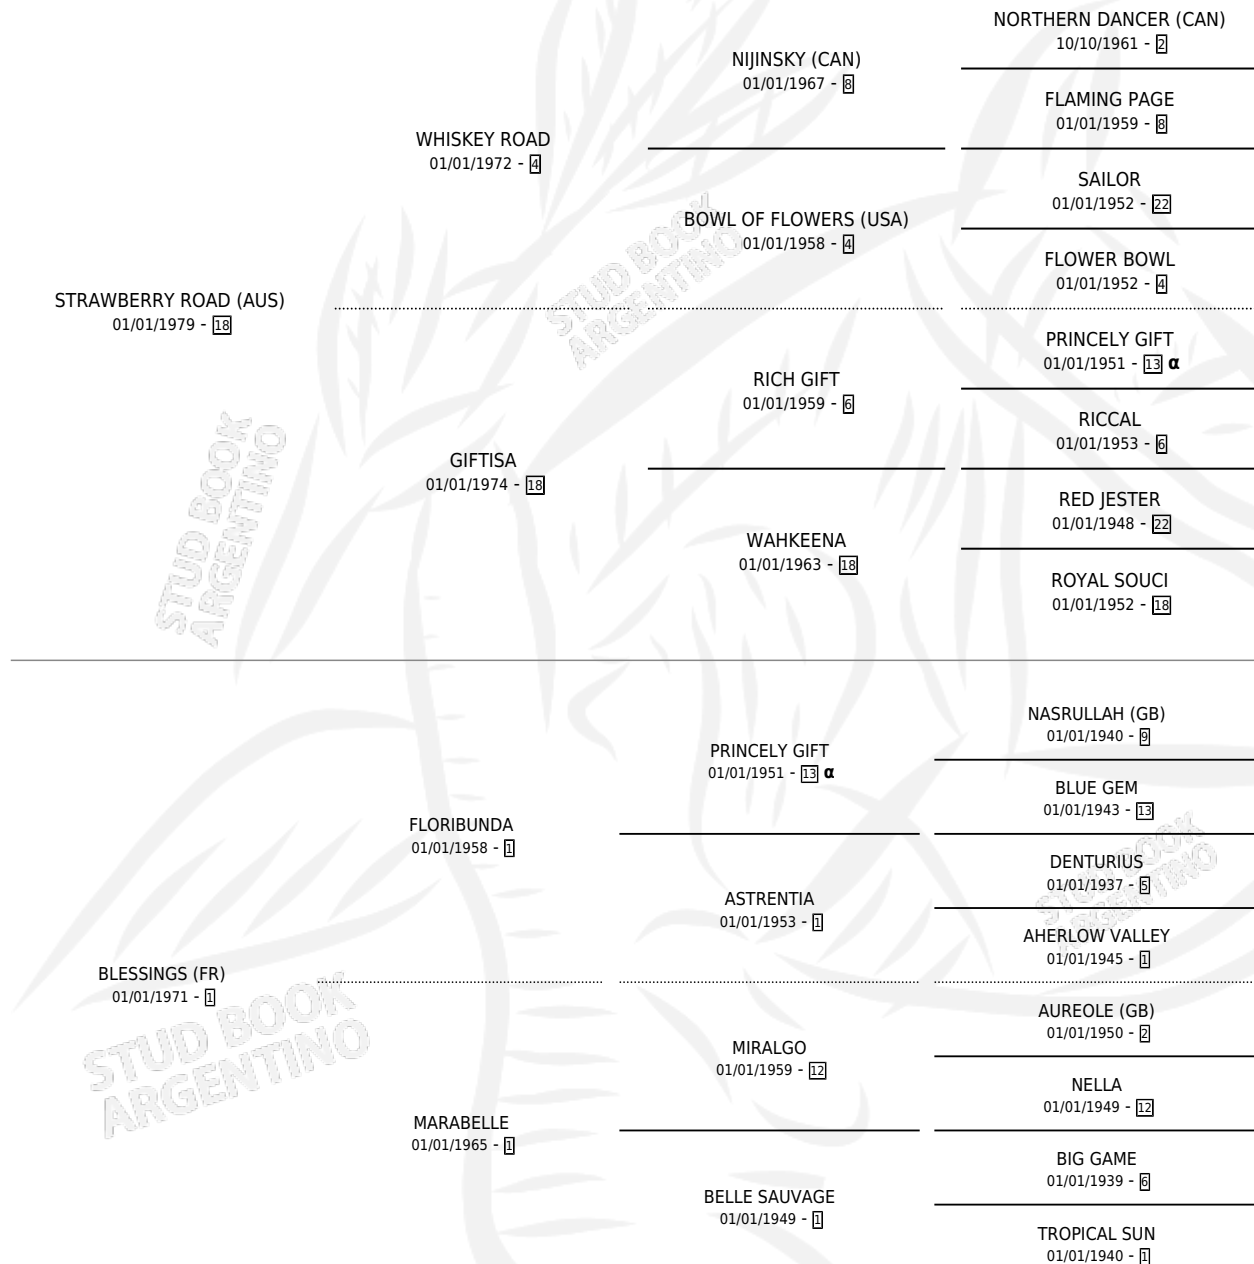 NORTHERN DANCER (CAN)
10/10/1961 - 2
NIJINSKY (CAN)
01/01/1967 - 8
FLAMING PAGE
01/01/1959 - 8
WHISKEY ROAD
01/01/1972 - 4
SAILOR
01/01/1952 - 22
BOWL OF FLOWERS (USA)
01/01/1958 - 4
FLOWER BOWL
01/01/1952 - 4
STRAWBERRY ROAD (AUS)
01/01/1979 - 18
PRINCELY GIFT
01/01/1951 - 13 α
RICH GIFT
01/01/1959 - 6
RICCAL
01/01/1953 - 6
GIFTISA
01/01/1974 - 18
RED JESTER
01/01/1948 - 22
WAHKEENA
01/01/1963 - 18
ROYAL SOUCI
01/01/1952 - 18
NASRULLAH (GB)
01/01/1940 - 9
PRINCELY GIFT
01/01/1951 - 13 α
BLUE GEM
01/01/1943 - 13
FLORIBUNDA
01/01/1958 - 1
DENTURIUS
01/01/1937 - 5
ASTRENTIA
01/01/1953 - 1
AHERLOW VALLEY
01/01/1945 - 1
BLESSINGS (FR)
01/01/1971 - 1
AUREOLE (GB)
01/01/1950 - 2
MIRALGO
01/01/1959 - 12
NELLA
01/01/1949 - 12
MARABELLE
01/01/1965 - 1
BIG GAME
01/01/1939 - 6
BELLE SAUVAGE
01/01/1949 - 1
TROPICAL SUN
01/01/1940 - 1
STUD BOOK
ARGENTINO
STUD BOOK
ARGENTINO
STUD BOOK
ARGENTINO
STUD BOOK
ARGENTINO